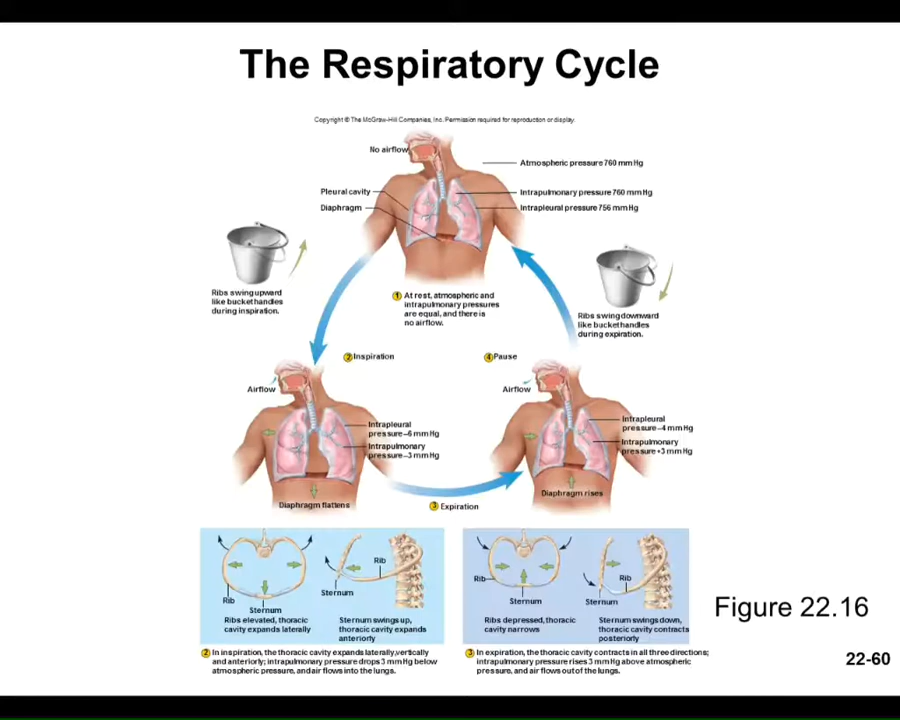 The Respiratory Cycle
Copyright © The McGraw-Hill Companies, Inc. Permission required for reproduction or display.
No airflow
Atmospheric pressure 760 mm Hg
Pleural cavity
Intrapulmonary pressure 760 mm Hg
Diaphragm
Intrapleural pressure 756 mm Hg
Ribs swing upward
like bucket handles
during inspiration.
1 At rest, atmospheric and
intrapulmonary pressures
are equal, and there is
no airflow.
Ribs swing downward
like bucket handles
during expiration.
2 Inspiration
4 Pause
Airflow
Intrapleural
pressure –6 mm Hg
Intrapulmonary
pressure –3 mm Hg
Diaphragm flattens
Airflow
Intrapleural
pressure –4 mm Hg
Intrapulmonary
pressure +3 mm Hg
Diaphragm rises
3 Expiration
Rib
Sternum
Ribs elevated, thoracic
cavity expands laterally
Rib
Sternum
Sternum swings up,
thoracic cavity expands
anteriorly
Rib
Sternum
Ribs depressed, thoracic
cavity narrows
Rib
Sternum
Sternum swings down,
thoracic cavity contracts
posteriorly
Figure 22.16
2 In inspiration, the thoracic cavity expands laterally, vertically
and anteriorly; intrapulmonary pressure drops 3 mm Hg below
atmospheric pressure, and air flows into the lungs.
3 In expiration, the thoracic cavity contracts in all three directions;
intrapulmonary pressure rises 3 mm Hg above atmospheric
pressure, and air flows out of the lungs.
22-60